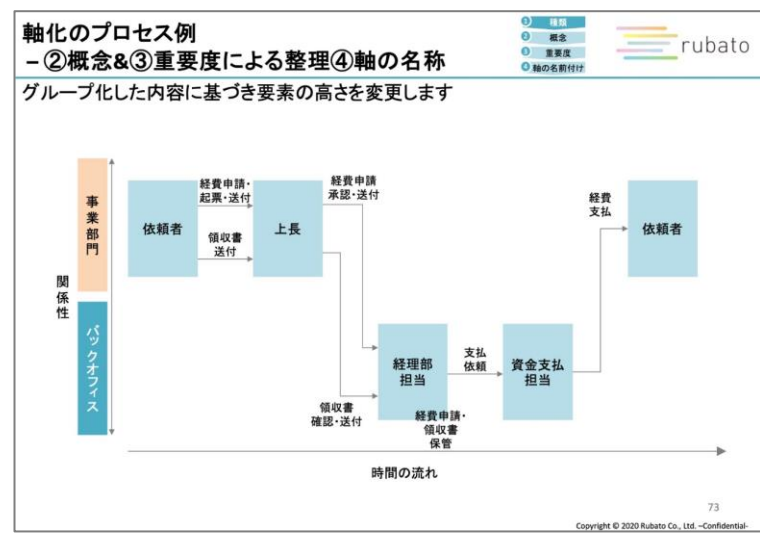 軸化のプロセス例
– ②概念&③重要度による整理④軸の名称
① 種類
② 概念
③ 重要度
④ 軸の名前付け
rubato
グループ化した内容に基づき要素の高さを変更します
関係性
事業部門
バックオフィス
依頼者
経費申請・
起票・送付
領収書
送付
上長
経費申請
承認・送付
領収書
確認・送付
経理部
担当
経費申請・
領収書
保管
支払
依頼
資金支払
担当
経費
支払
依頼者
時間の流れ
73
Copyright © 2020 Rubato Co., Ltd. –Confidential-